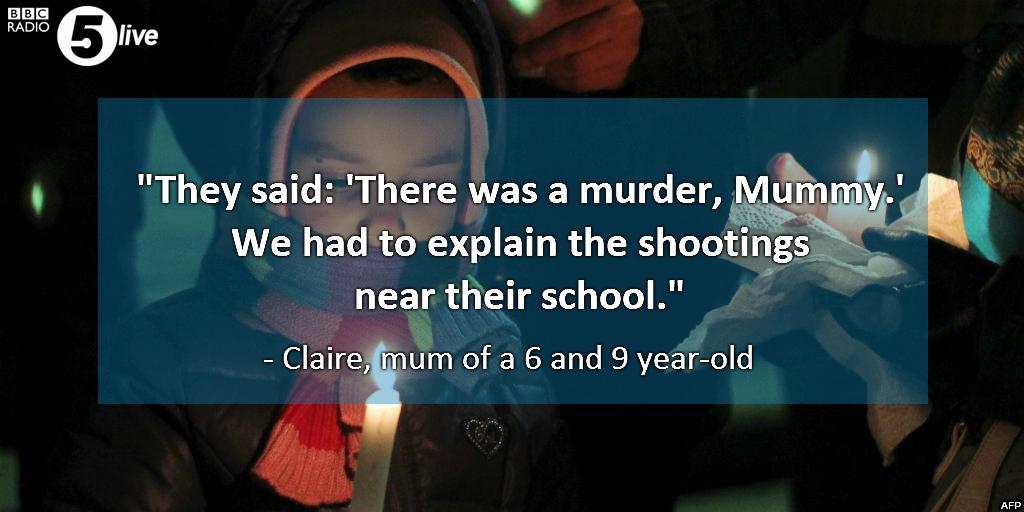 BBC
RADIO
5 live
"They said: 'There was a murder, Mummy.'
We had to explain the shootings
near their school."
- Claire, mum of a 6 and 9 year-old
AFP